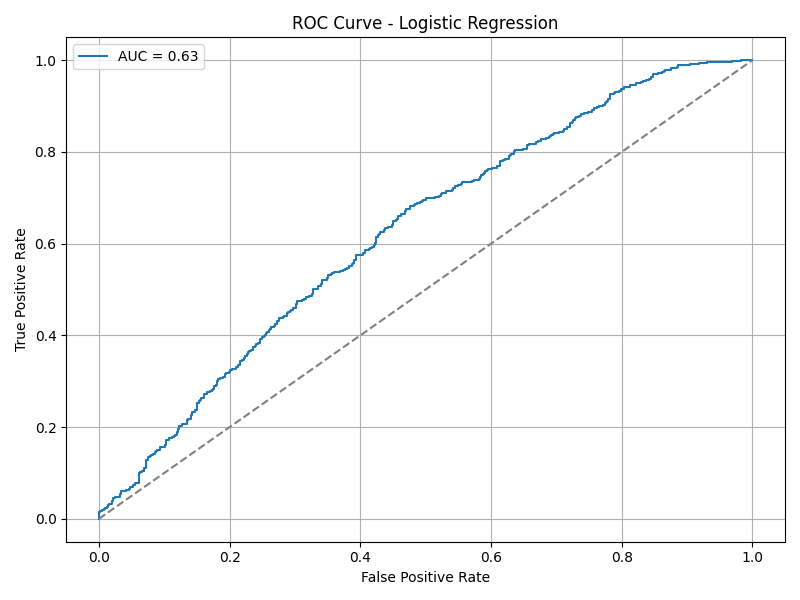 ROC Curve - Logistic Regression
AUC = 0.63
True Positive Rate
1.0
0.8
0.6
0.4
0.2
0.0
0.0 0.2 0.4 0.6 0.8 1.0
False Positive Rate